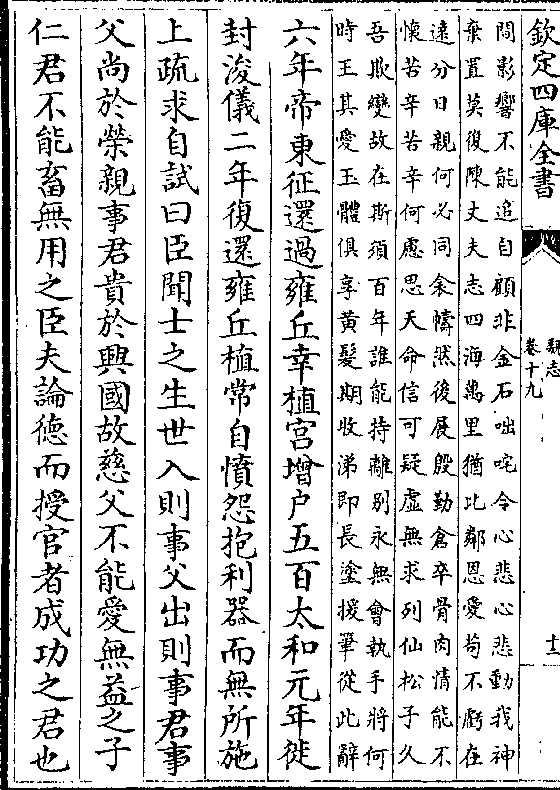 欽定四庫全書
魏志
卷十九
十二
間影響不能追自顧非金石咄咤令心悲心悲動我神
棄置莫復陳丈夫志四海萬里猶比鄰恩愛苟不虧在
遠分日親何必同衾幬然後展殷勤倉卒骨肉情能不
懷苦辛苦辛何慮思天命信可疑虛無求列仙松子久
吾欺變故在斯須百年誰能持離別永無會執手將何
時王其愛玉體俱享黃髮期收涕即長塗援筆從此辭
六年帝東征還過雍丘幸植宮增户五百太和元年徙
封浚儀二年復還雍丘植常自憤怨抱利器而無所施
上疏求自試曰臣聞士之生世入則事父出則事君事
父尚於榮親事君貴於興國故慈父不能愛無益之子
仁君不能畜無用之臣夫論德而授官者成功之君也